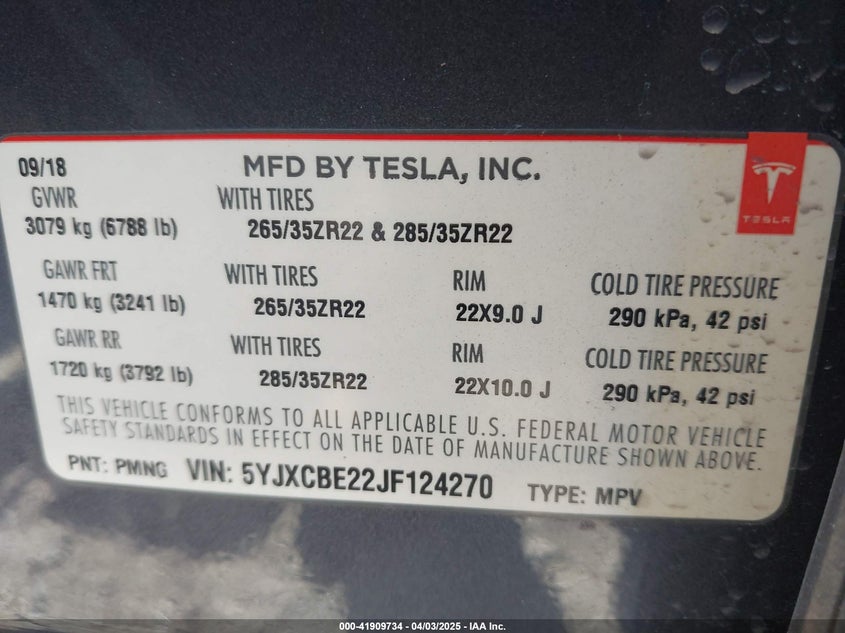 09/18 MFD BY TESLA, INC.
GVWR WITH TIRES
3079 kg (6788 lb) 265/35ZR22 & 285/35ZR22
TESLA
GAWR FRT WITH TIRES RIM COLD TIRE PRESSURE
1470 kg (3241 lb) 265/35ZR22 22X9.0 J 290 kPa, 42 psi
GAWR RR WITH TIRES RIM COLD TIRE PRESSURE
1720 kg (3792 lb) 285/35ZR22 22X10.0 J 290 kPa, 42 psi
THIS VEHICLE CONFORMS TO ALL APPLICABLE U.S. FEDERAL MOTOR VEHICLE
SAFETY STANDARDS IN EFFECT ON THE DATE OF MANUFACTURE SHOWN ABOVE.
PNT: PMNG VIN: 5YJXCBE22JF124270 TYPE: MPV
000-41909734 - 04/03/2025 - IAA Inc.